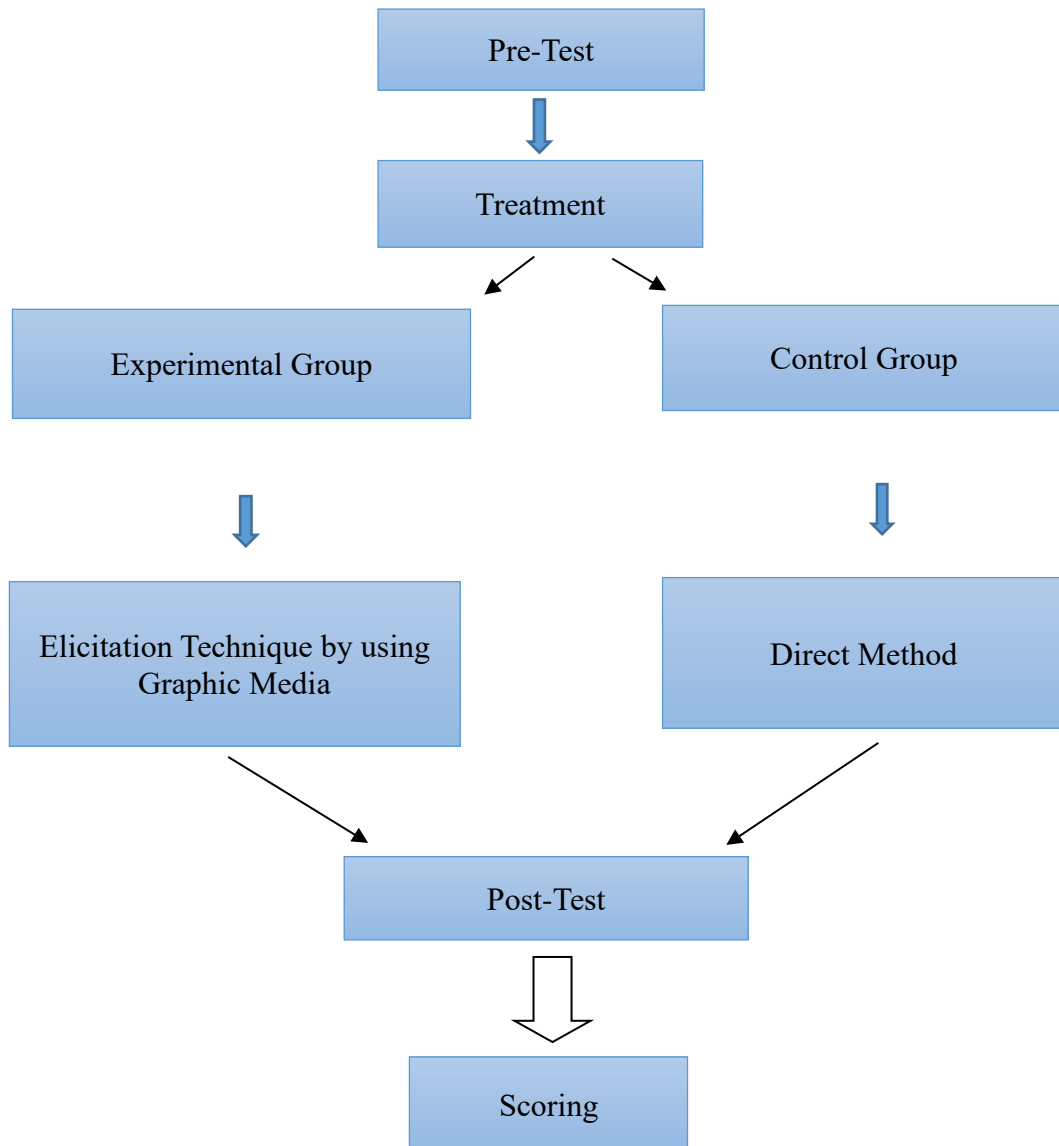 Pre-Test
Treatment
Experimental Group
Control Group
Elicitation Technique by using
Graphic Media
Direct Method
Post-Test
Scoring